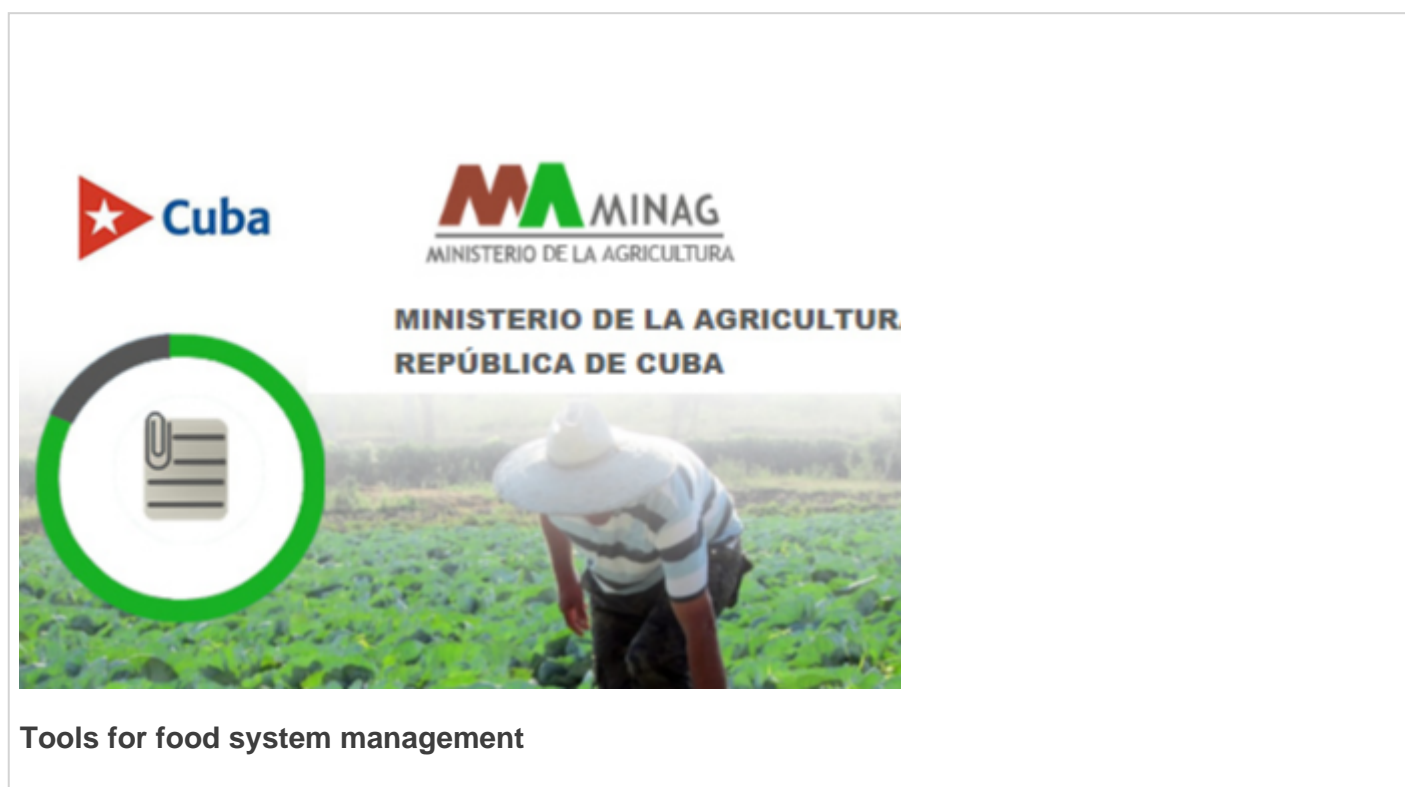 Cuba
MINAG
MINISTERIO DE LA AGRICULTURA
MINISTERIO DE LA AGRICULTUR
REPÚBLICA DE CUBA
Tools for food system management